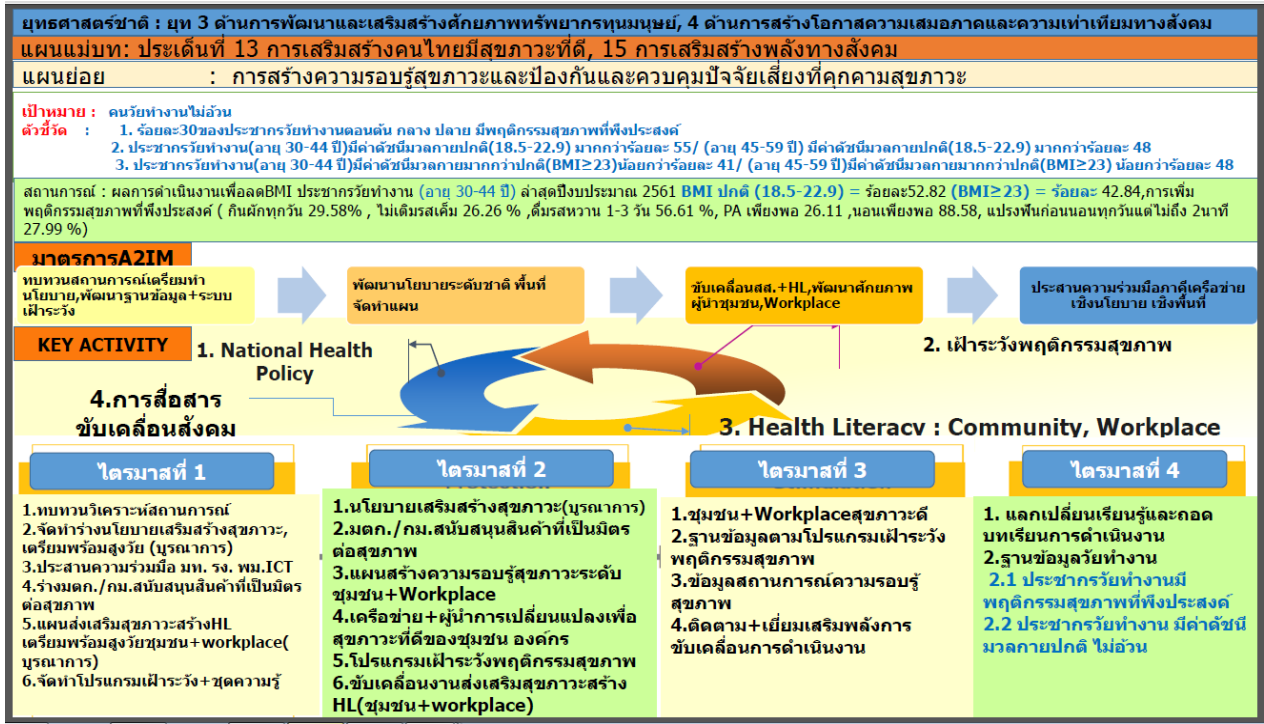 ยุทธศาสตร์ชาติ : ยุท 3 ด้านการพัฒนาและเสริมสร้างศักยภาพทรัพยากรทุนมนุษย์, 4 ด้านการสร้างโอกาสความเสมอภาคและความเท่าเทียมทางสังคม
แผนแม่บท: ประเด็นที่ 13 การเสริมสร้างคนไทยมีสุขภาวะที่ดี, 15 การเสริมสร้างพลังทางสังคม
แผนย่อย : การสร้างความรอบรู้สุขภาวะและป้องกันและควบคุมปัจจัยเสี่ยงที่คุกคามสุขภาวะ
เป้าหมาย : คนวัยทำงานไม่อ้วน
ตัวชี้วัด : 1. ร้อยละ30ของประชากรวัยทำงานตอนต้น กลาง ปลาย มีพฤติกรรมสุขภาพที่พึงประสงค์
2. ประชากรวัยทำงาน(อายุ 30-44 ปี)มีค่าดัชนีมวลกายปกติ(18.5-22.9) มากกว่าร้อยละ 55/ (อายุ 45-59 ปี) มีค่าดัชนีมวลกายปกติ(18.5-22.9) มากกว่าร้อยละ 48
3. ประชากรวัยทำงาน(อายุ 30-44 ปี)มีค่าดัชนีมวลกายมากกว่าปกติ(BMI≥23)น้อยกว่าร้อยละ 41/ (อายุ 45-59 ปี)มีค่าดัชนีมวลกายมากกว่าปกติ(BMI≥23) น้อยกว่าร้อยละ 48
สถานการณ์ : ผลการดำเนินงานเพื่อลดBMI ประชากรวัยทำงาน (อายุ 30-44 ปี) ล่าสุดปีงบประมาณ 2561 BMI ปกติ (18.5-22.9) = ร้อยละ52.82 (BMI≥23) = ร้อยละ 42.84,การเพิ่ม
พฤติกรรมสุขภาพที่พึงประสงค์ ( กินผักทุกวัน 29.58% , ไม่เติมรสเค็ม 26.26 % ,ดื่มรสหวาน 1-3 วัน 56.61 %, PA เพียงพอ 26.11 ,นอนเพียงพอ 88.58, แปรงฟันก่อนนอนทุกวันแต่ไม่ถึง 2นาที
27.99 %)
มาตรการA2IM
ทบทวนสถานการณ์เตรียมทำ
นโยบาย,พัฒนาฐานข้อมูล+ระบบ
เฝ้าระวัง
พัฒนานโยบายระดับชาติ พื้นที่
จัดทำแผน
ขับเคลื่อนสส.+HL,พัฒนาศักยภาพ
ผู้นำชุมชน,Workplace
ประสานความร่วมมือภาคีเครือข่าย
เชิงนโยบาย เชิงพื้นที่
KEY ACTIVITY
1. National Health
Policy
2. เฝ้าระวังพฤติกรรมสุขภาพ
4.การสื่อสาร
ขับเคลื่อนสังคม
3. Health Literacy : Community, Workplace
ไตรมาสที่ 1
1.ทบทวนวิเคราะห์สถานการณ์
2.จัดทำร่างนโยบายเสริมสร้างสุขภาวะ,
เตรียมพร้อมสูงวัย (บูรณาการ)
3.ประสานความร่วมมือ มท. รง. พม.ICT
4.ร่างมตก./กม.สนับสนุนสินค้าที่เป็นมิตร
ต่อสุขภาพ
5.แผนส่งเสริมสุขภาวะสร้างHL
เตรียมพร้อมสูงวัยชุมชน+workplace(
บูรณาการ)
6.จัดทำโปรแกรมเฝ้าระวัง+ชุดความรู้
ไตรมาสที่ 2
1.นโยบายเสริมสร้างสุขภาวะ(บูรณาการ)
2.มตก./กม.สนับสนุนสินค้าที่เป็นมิตร
ต่อสุขภาพ
3.แผนสร้างความรอบรู้สุขภาวะระดับ
ชุมชน+Workplace
4.เครือข่าย+ผู้นำการเปลี่ยนแปลงเพื่อ
สุขภาวะที่ดีของชุมชน องค์กร
5.โปรแกรมเฝ้าระวังพฤติกรรมสุขภาพ
6.ขับเคลื่อนงานส่งเสริมสุขภาวะสร้าง
HL(ชุมชน+workplace)
ไตรมาสที่ 3
1.ชุมชน+Workplaceสุขภาวะดี
2.ฐานข้อมูลตามโปรแกรมเฝ้าระวัง
พฤติกรรมสุขภาพ
3.ข้อมูลสถานการณ์ความรอบรู้
สุขภาพ
4.ติดตาม+เยี่ยมเสริมพลังการ
ขับเคลื่อนการดำเนินงาน
ไตรมาสที่ 4
1. แลกเปลี่ยนเรียนรู้และถอด
บทเรียนการดำเนินงาน
2.ฐานข้อมูลวัยทำงาน
2.1 ประชากรวัยทำงานมี
พฤติกรรมสุขภาพที่พึงประสงค์
2.2 ประชากรวัยทำงาน มีค่าดัชนี
มวลกายปกติ ไม่อ้วน